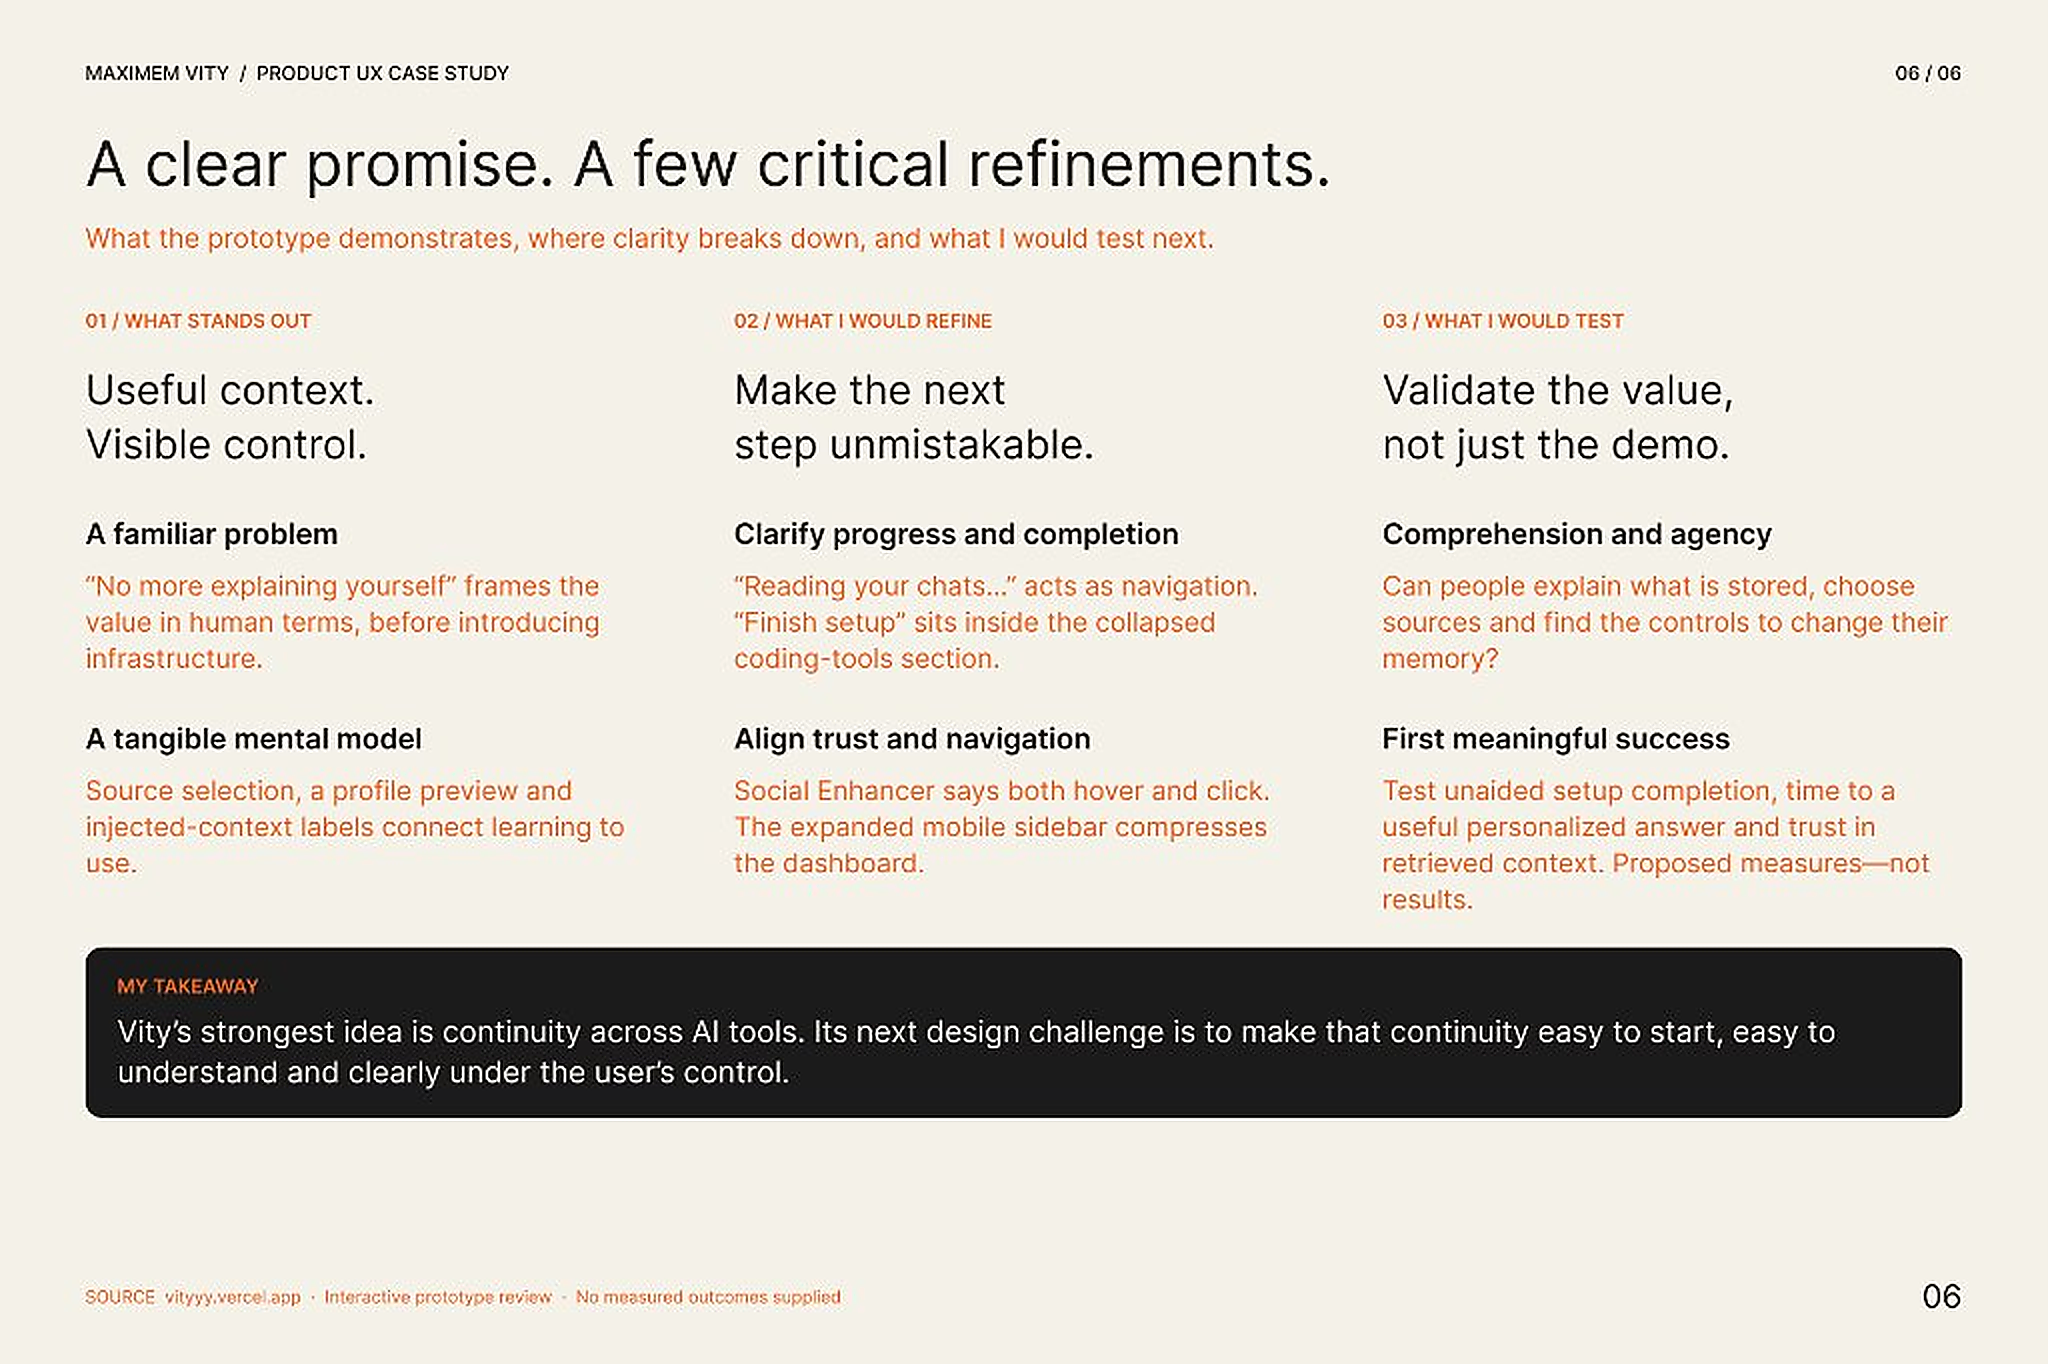 MAXIMEM VITY / PRODUCT UX CASE STUDY
06 / 06
A clear promise. A few critical refinements.
What the prototype demonstrates, where clarity breaks down, and what I would test next.
01 / WHAT STANDS OUT
Useful context.
Visible control.
A familiar problem
“No more explaining yourself” frames the
value in human terms, before introducing
infrastructure.
A tangible mental model
Source selection, a profile preview and
injected-context labels connect learning to
use.
02 / WHAT I WOULD REFINE
Make the next
step unmistakable.
Clarify progress and completion
“Reading your chats...” acts as navigation.
“Finish setup” sits inside the collapsed
coding-tools section.
Align trust and navigation
Social Enhancer says both hover and click.
The expanded mobile sidebar compresses
the dashboard.
03 / WHAT I WOULD TEST
Validate the value,
not just the demo.
Comprehension and agency
Can people explain what is stored, choose
sources and find the controls to change their
memory?
First meaningful success
Test unaided setup completion, time to a
useful personalized answer and trust in
retrieved context. Proposed measures—not
results.
MY TAKEAWAY
Vity’s strongest idea is continuity across AI tools. Its next design challenge is to make that continuity easy to start, easy to
understand and clearly under the user’s control.
SOURCE vityyy.vercel.app · Interactive prototype review · No measured outcomes supplied
06